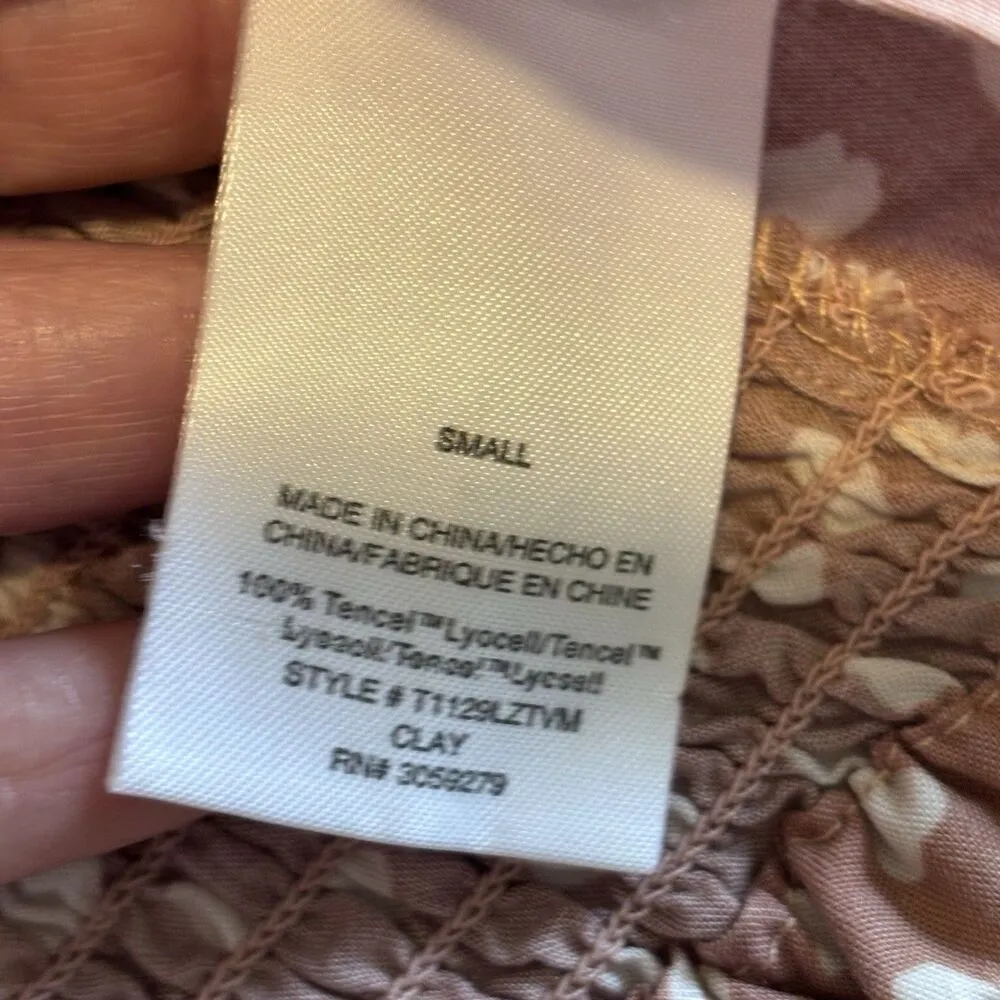 SMALL
MADE IN CHINA/HECHO EN
CHINA/FABRIQUE EN CHINE
100% Tencel™Lyocell/Tencel™
Lyocell/Tencel™Lycsell
STYLE # T1129LZTVM
CLAY
RN# 3059279